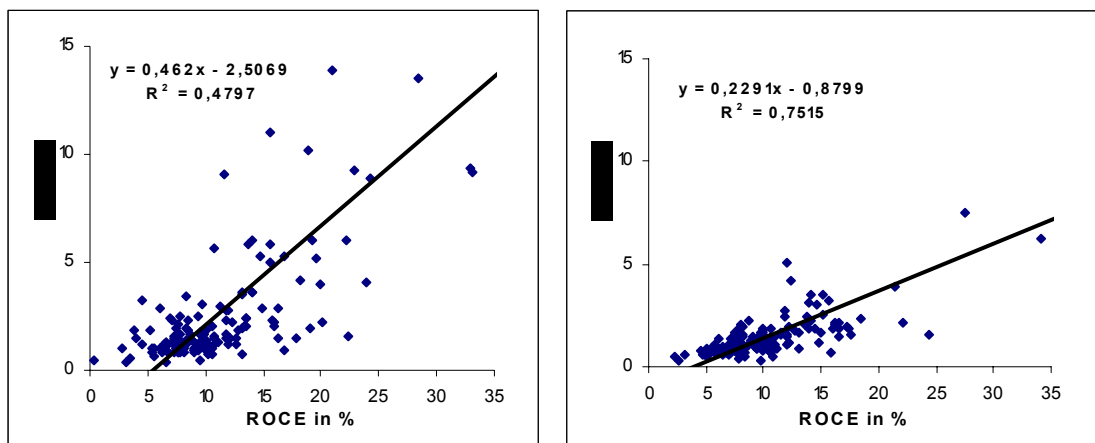 15
y = 0,462x - 2,5069
R² = 0,4797
10
5
0
0 5 10 15 20 25 30 35
ROCE in %
15
y = 0,2291x - 0,8799
R² = 0,7515
10
5
0
0 5 10 15 20 25 30 35
ROCE in %